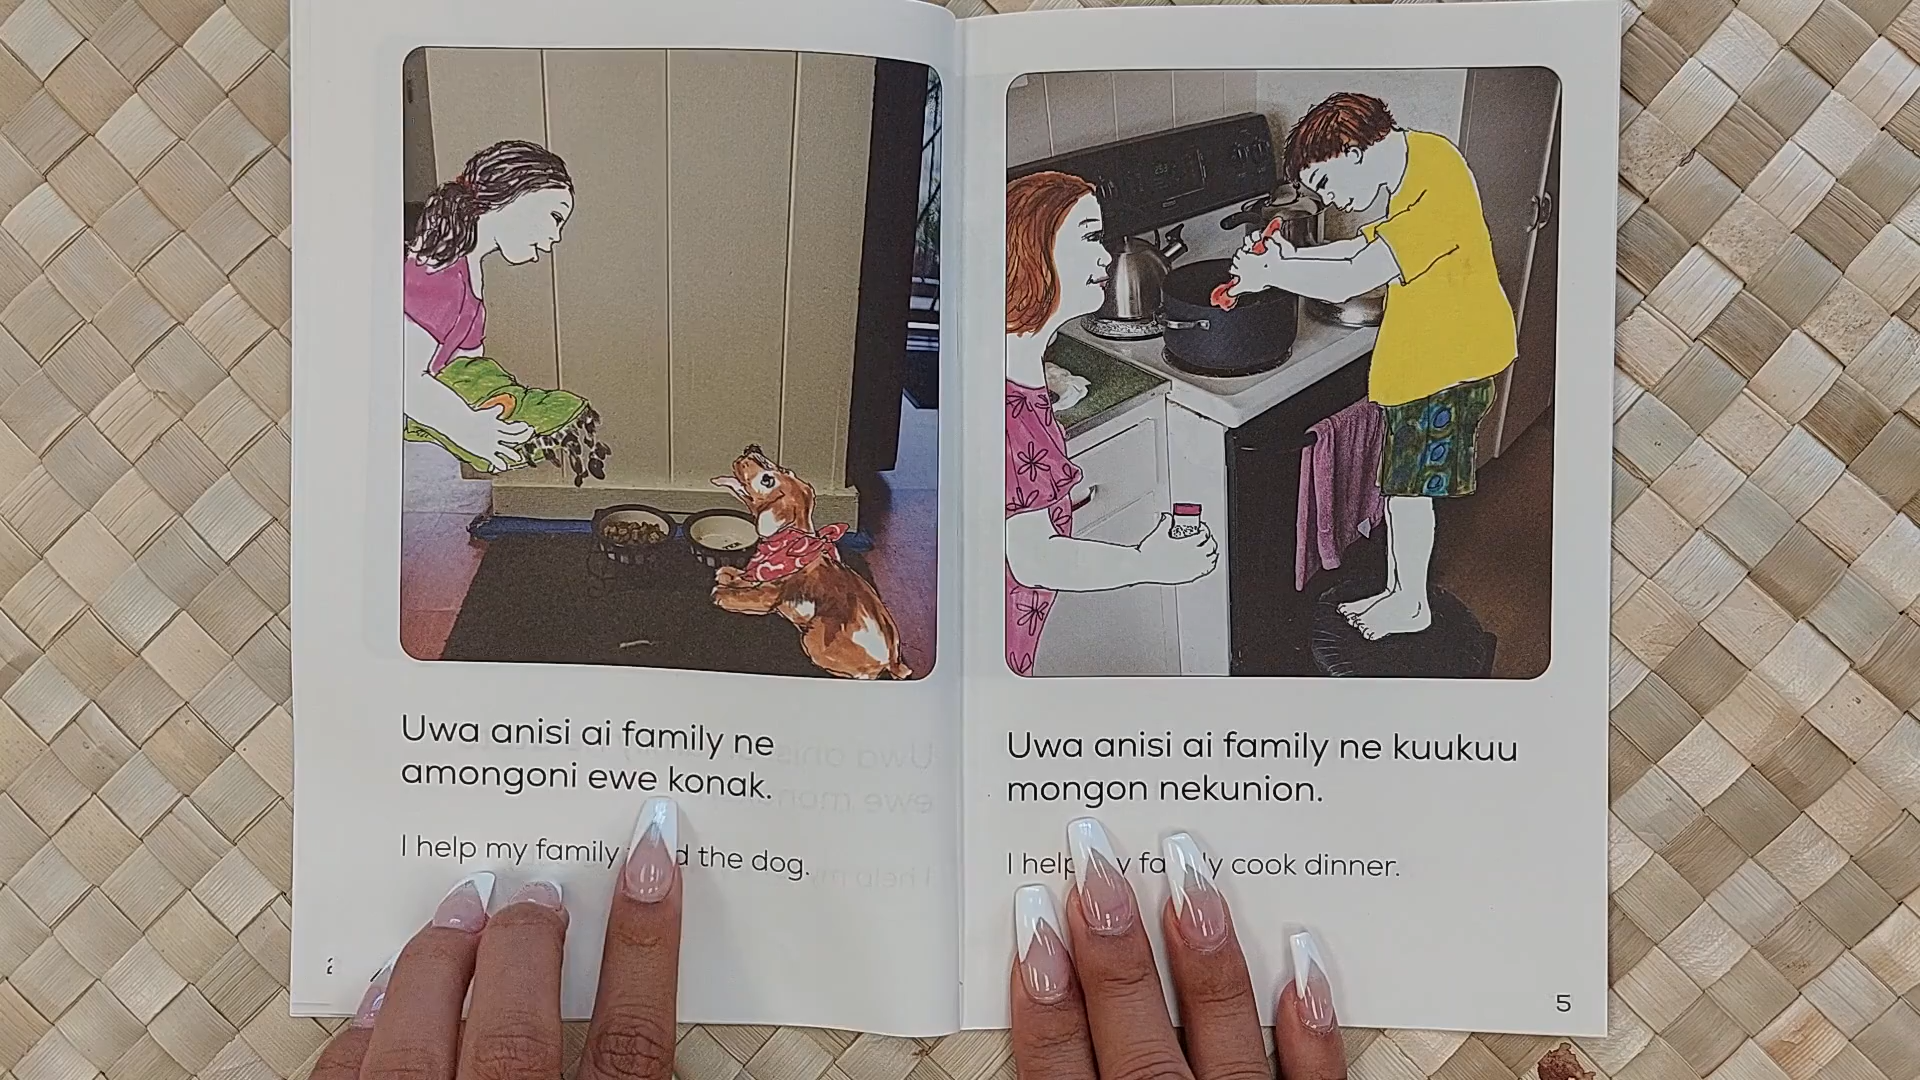 Uwa anisi ai family ne
amongoni ewe konak.
I help my family the dog.
Uwa anisi ai family ne kuukuu
mongon nekunion.
I help cook dinner.
5